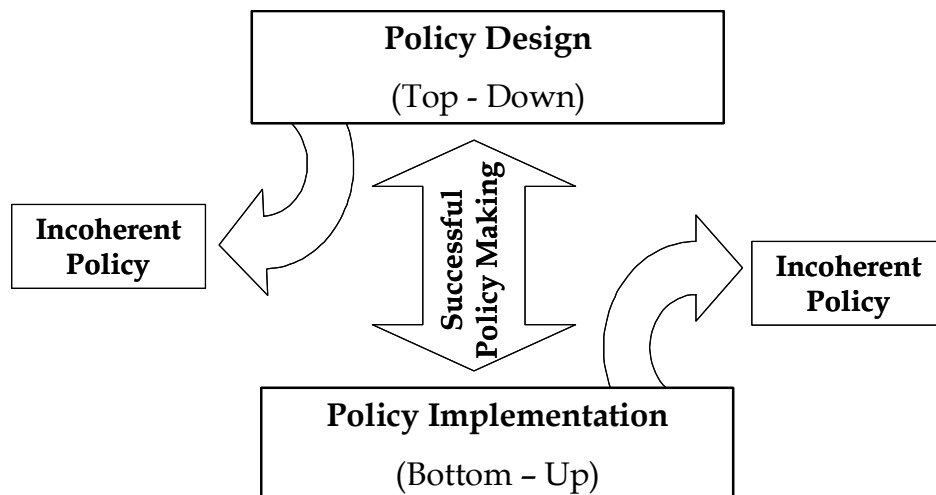 Policy Design
(Top - Down)
Incoherent
Policy
Successful
Policy Making
Incoherent
Policy
Policy Implementation
(Bottom – Up)